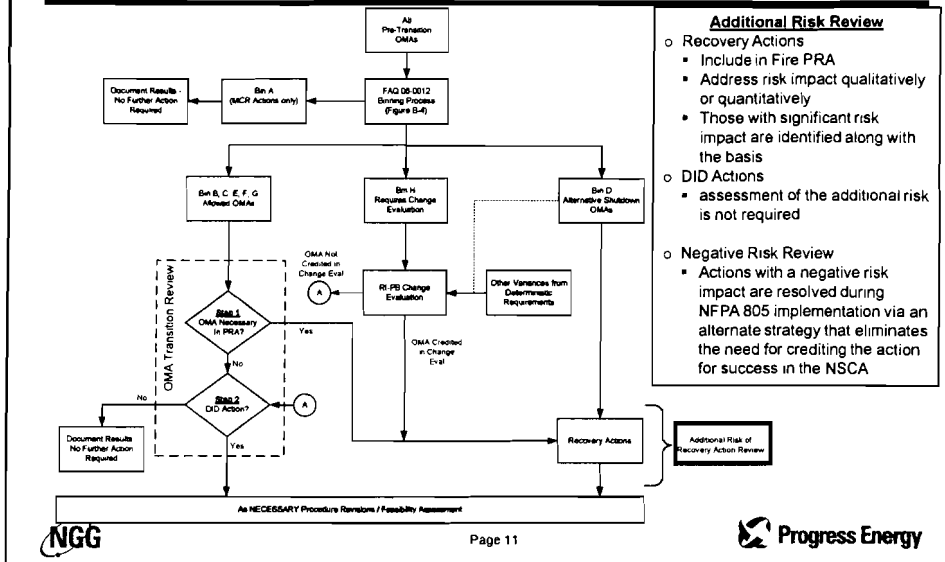 All
Pre-Transition
OMAs
Document Results -
No Further Action
Required
Bin A
(MCR Actions only)
FAQ 06-0012
Binning Process
(Figure B-4)
Bin B, C, E, F, G
Allowed OMAs
Bin H
Requires Change
Evaluation
Bin D
Alternative Shutdown
OMAs
OMA Not
Credited in
Change Eval
A
RI-PB Change
Evaluation
Other Variances from
Deterministic
Requirements
OMA Transition Review
Step 1
OMA Necessary
In PRA?
Yes
No
OMA Credited
in Change
Eval
Step 2
DID Action?
A
No
Yes
Document Results
No Further Action
Required
Recovery Actions
Additional Risk of
Recovery Action Review
As NECESSARY Procedure Revisions / Feasibility Assessment
Additional Risk Review
o Recovery Actions
▪ Include in Fire PRA
▪ Address risk impact qualitatively
or quantitatively
▪ Those with significant risk
impact are identified along with
the basis
o DID Actions
▪ assessment of the additional risk
is not required
o Negative Risk Review
▪ Actions with a negative risk
impact are resolved during
NFPA 805 implementation via an
alternate strategy that eliminates
the need for crediting the action
for success in the NSCA
NGG
Page 11
Progress Energy